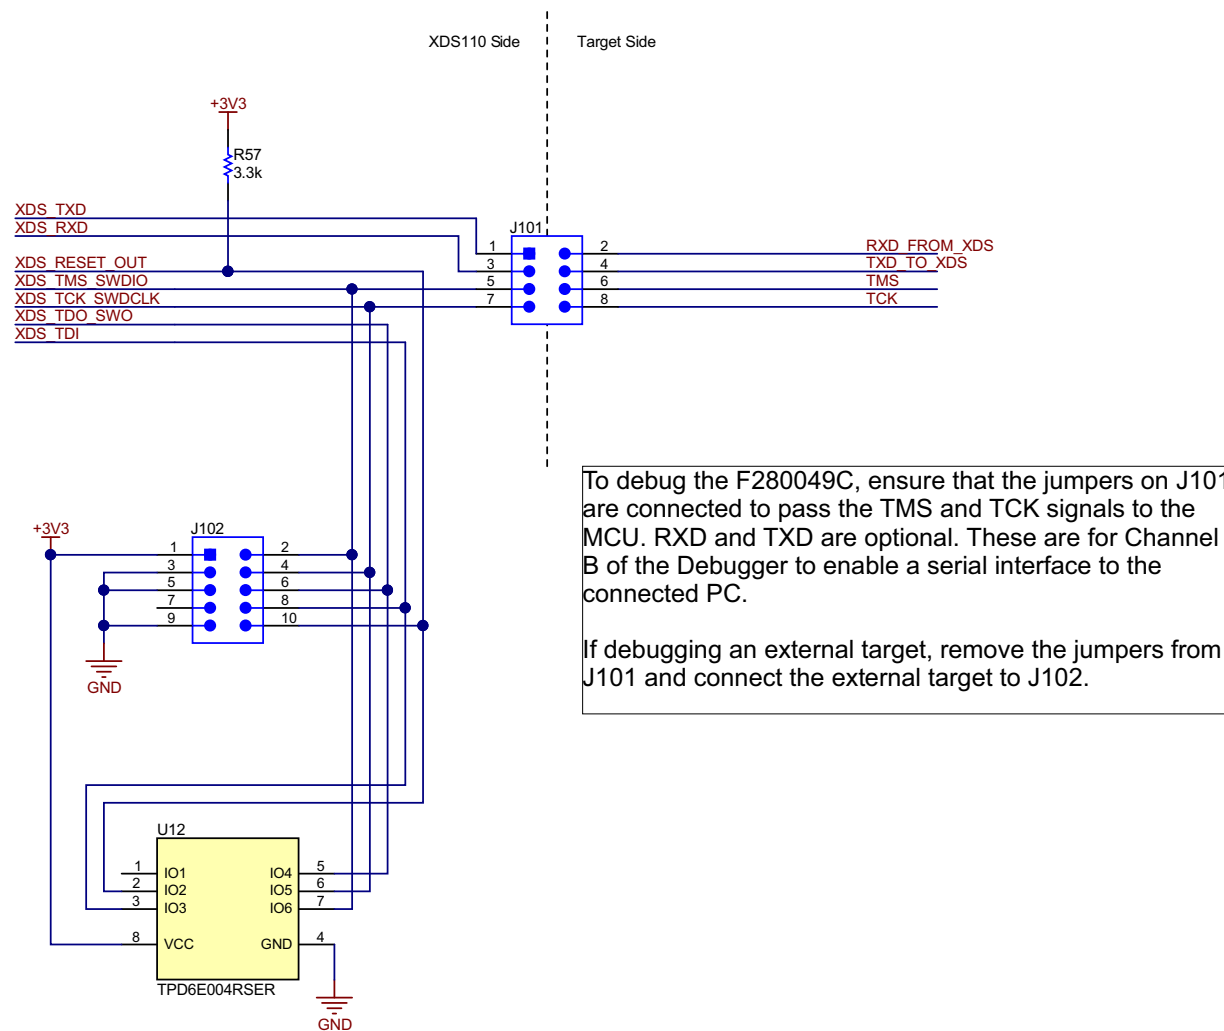 XDS110 Side
Target Side
+3V3
R57
3.3k
XDS_TXD
XDS_RXD
XDS_RESET_OUT
XDS_TMS_SWDIO
XDS_TCK_SWDCLK
XDS_TDO_SWO
XDS_TDI
J101
1 2
3 4
5 6
7 8
RXD_FROM_XDS
TXD_TO_XDS
TMS
TCK
To debug the F280049C, ensure that the jumpers on J101
are connected to pass the TMS and TCK signals to the
MCU. RXD and TXD are optional. These are for Channel
B of the Debugger to enable a serial interface to the
connected PC.
If debugging an external target, remove the jumpers from
J101 and connect the external target to J102.
+3V3
J102
1 2
3 4
5 6
7 8
9 10
GND
U12
1 IO1 IO4 5
2 IO2 IO5 6
3 IO3 IO6 7
8 VCC GND 4
TPD6E004RSER
GND